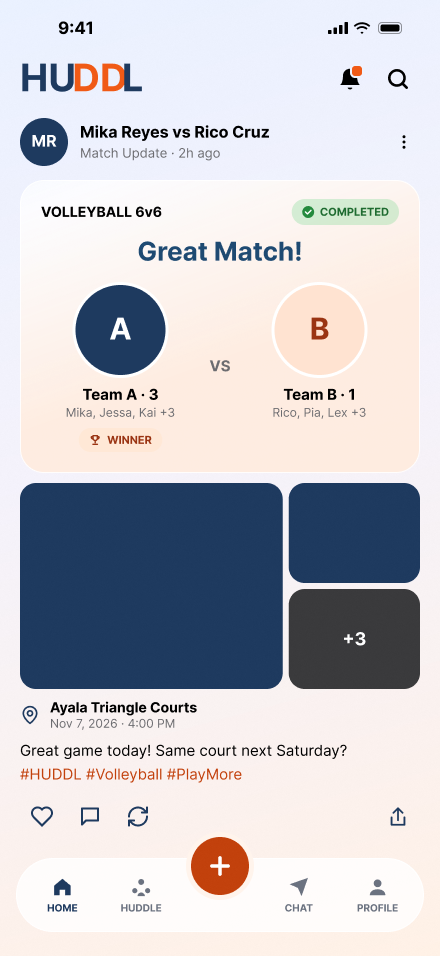 9:41
HUDDL
MR
Mika Reyes vs Rico Cruz
Match Update · 2h ago
VOLLEYBALL 6v6
COMPLETED
Great Match!
A
B
VS
Team A · 3
Team B · 1
Mika, Jessa, Kai +3
Rico, Pia, Lex +3
WINNER
+3
Ayala Triangle Courts
Nov 7, 2026 · 4:00 PM
Great game today! Same court next Saturday?
#HUDDL #Volleyball #PlayMore
HOME
HUDDLE
CHAT
PROFILE